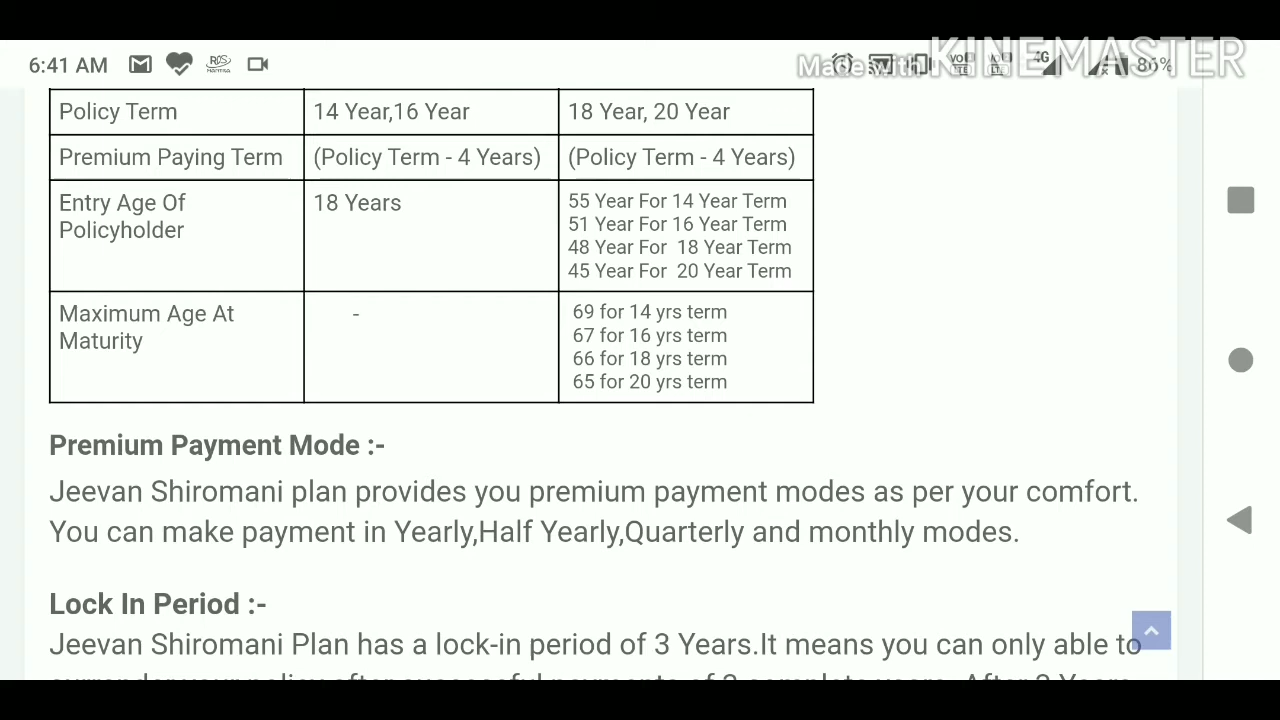 6:41 AM
Made with KINEMASTER
4G
86%
Policy Term 14 Year,16 Year 18 Year, 20 Year
Premium Paying Term (Policy Term - 4 Years) (Policy Term - 4 Years)
Entry Age Of Policyholder 18 Years
55 Year For 14 Year Term
51 Year For 16 Year Term
48 Year For 18 Year Term
45 Year For 20 Year Term
Maximum Age At Maturity -
69 for 14 yrs term
67 for 16 yrs term
66 for 18 yrs term
65 for 20 yrs term
Premium Payment Mode :-
Jeevan Shiromani plan provides you premium payment modes as per your comfort.
You can make payment in Yearly,Half Yearly,Quarterly and monthly modes.
Lock In Period :-
Jeevan Shiromani Plan has a lock-in period of 3 Years.It means you can only able to